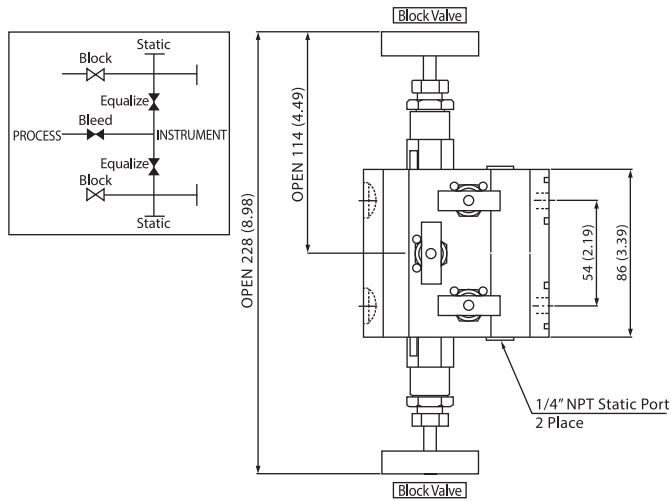 Block Valve
Static
Block
Equalize
Bleed
PROCESS
INSTRUMENT
Equalize
Block
Static
OPEN 228 (8.98)
OPEN 114 (4.49)
54 (2.19)
86 (3.39)
1/4" NPT Static Port
2 Place
Block Valve